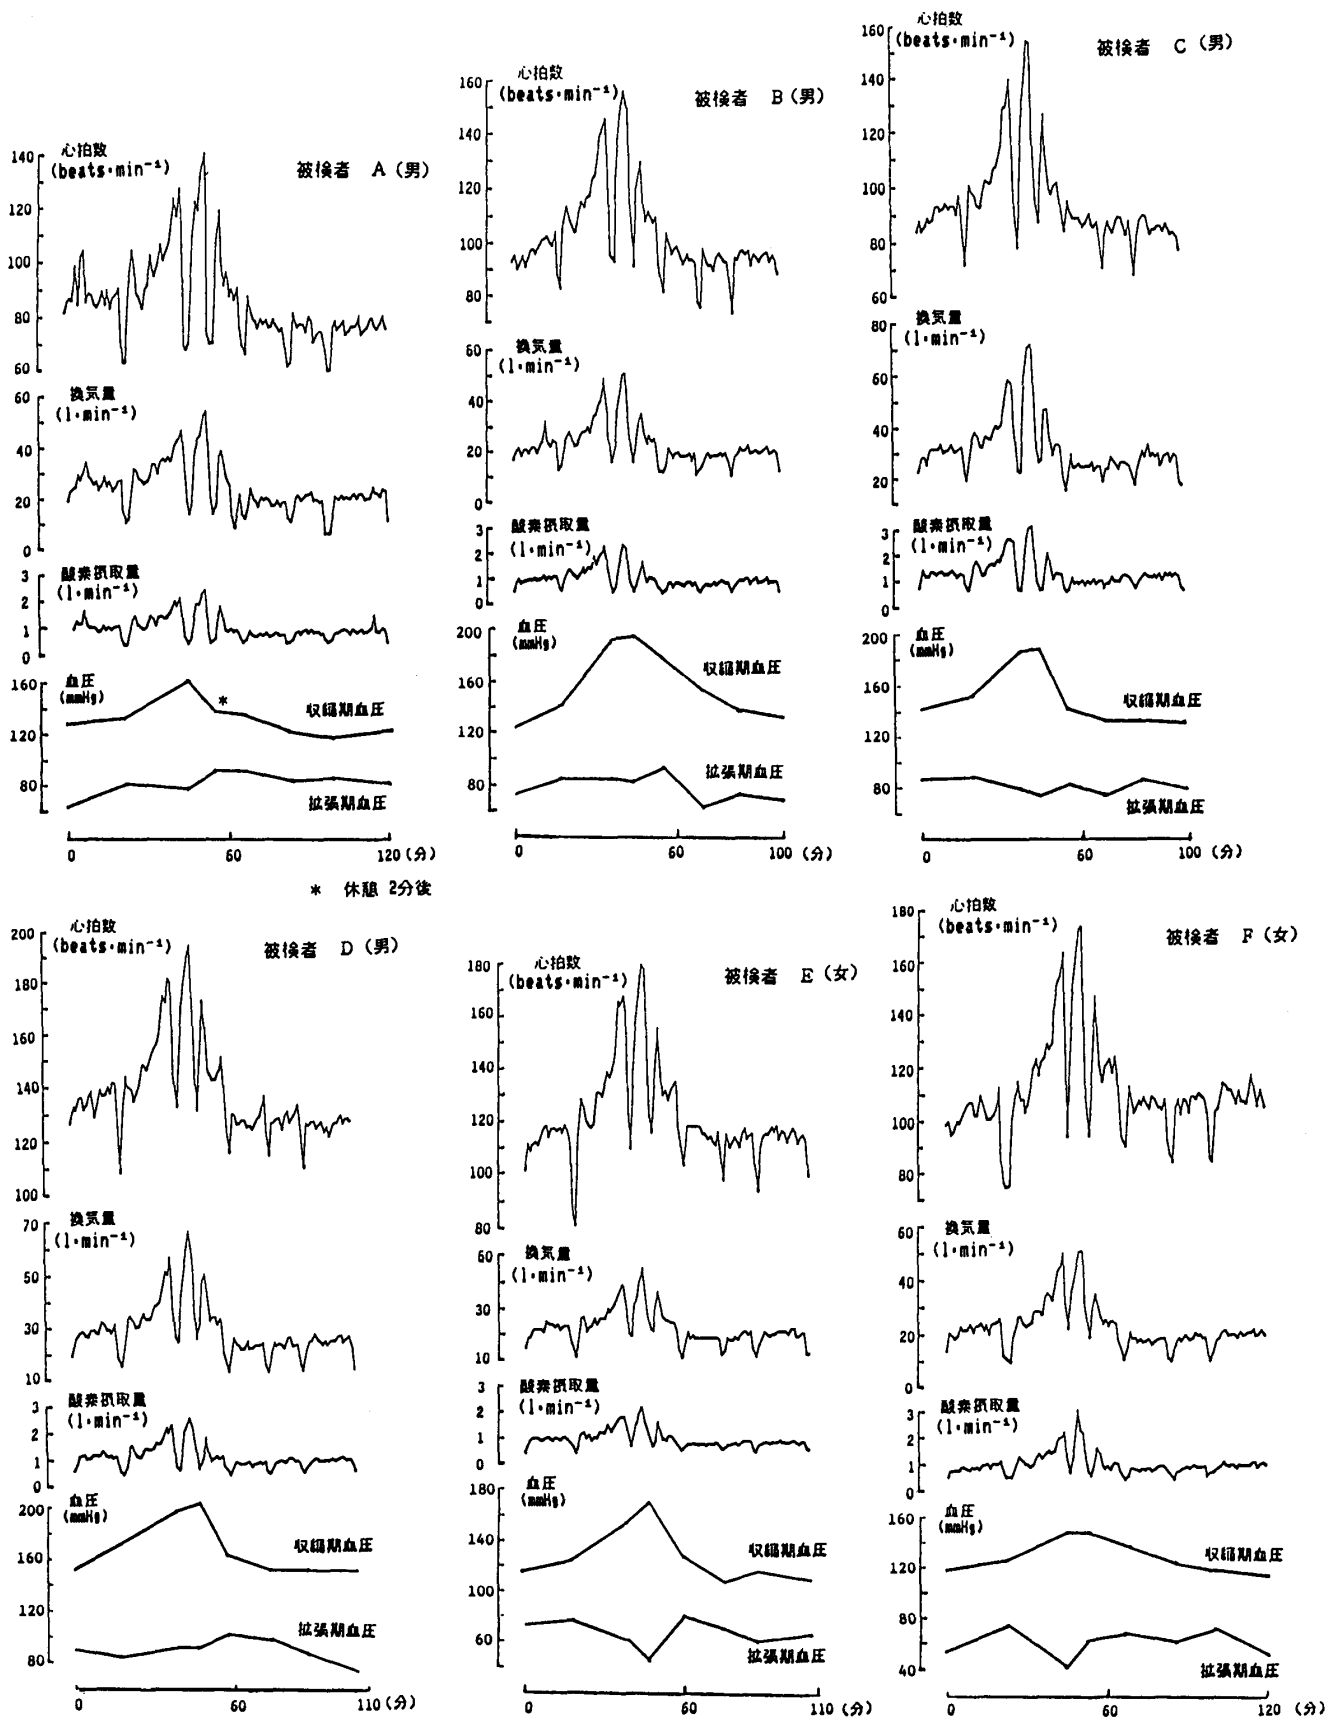 被検者 A (男)
心拍数
(beats·min⁻¹)
140
120
100
80
60
換気量
(l·min⁻¹)
60
40
20
0
酸素摂取量
(l·min⁻¹)
3
2
1
0
血圧
(mmHg)
160
120
80
*
収縮期血圧
拡張期血圧
0 60 120 (分)
* 休憩 2分後
被検者 B (男)
心拍数
(beats·min⁻¹)
160
140
120
100
80
換気量
(l·min⁻¹)
60
40
20
0
酸素摂取量
(l·min⁻¹)
3
2
1
0
血圧
(mmHg)
200
160
120
80
収縮期血圧
拡張期血圧
0 60 100 (分)
被検者 C (男)
心拍数
(beats·min⁻¹)
160
140
120
100
80
60
換気量
(l·min⁻¹)
80
60
40
20
酸素摂取量
(l·min⁻¹)
3
2
1
0
血圧
(mmHg)
200
160
120
80
収縮期血圧
拡張期血圧
0 60 100 (分)
被検者 D (男)
心拍数
(beats·min⁻¹)
200
180
160
140
120
100
換気量
(l·min⁻¹)
70
50
30
10
酸素摂取量
(l·min⁻¹)
3
2
1
0
血圧
(mmHg)
200
160
120
80
収縮期血圧
拡張期血圧
0 60 110 (分)
被検者 E (女)
心拍数
(beats·min⁻¹)
180
160
140
120
100
80
換気量
(l·min⁻¹)
60
30
10
酸素摂取量
(l·min⁻¹)
3
2
1
0
血圧
(mmHg)
180
140
100
60
収縮期血圧
拡張期血圧
0 60 110 (分)
被検者 F (女)
心拍数
(beats·min⁻¹)
180
160
140
120
100
80
換気量
(l·min⁻¹)
60
40
20
0
酸素摂取量
(l·min⁻¹)
3
2
1
0
血圧
(mmHg)
160
120
80
40
収縮期血圧
拡張期血圧
0 60 120 (分)